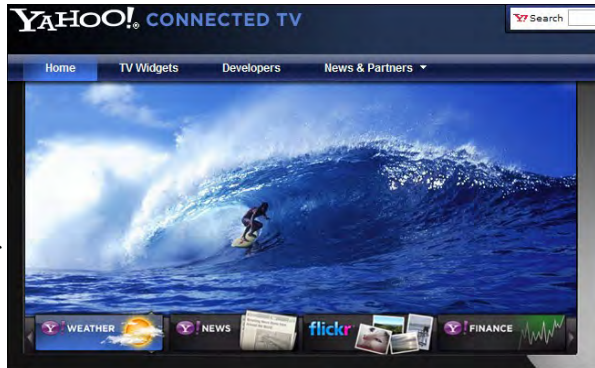 YAHOO!® CONNECTED TV
Y! Search
Home TV Widgets Developers News & Partners
Y! WEATHER Y! NEWS flickr Y! FINANCE